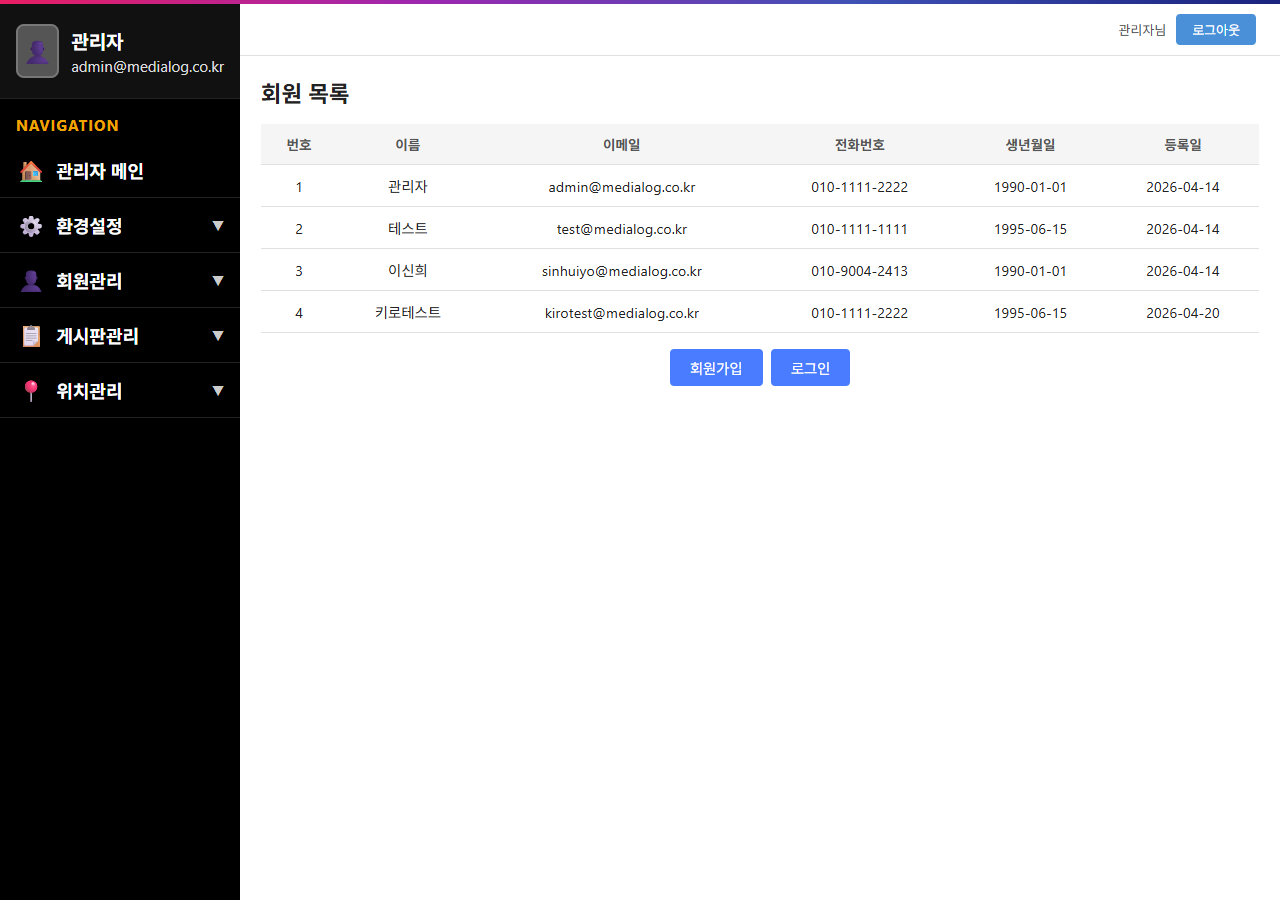 관리자
admin@medialog.co.kr
NAVIGATION
관리자 메인
환경설정 ▼
회원관리 ▼
게시판관리 ▼
위치관리 ▼
관리자님 로그아웃
회원 목록
번호 이름 이메일 전화번호 생년월일 등록일
1 관리자 admin@medialog.co.kr 010-1111-2222 1990-01-01 2026-04-14
2 테스트 test@medialog.co.kr 010-1111-1111 1995-06-15 2026-04-14
3 이신희 sinhuiyo@medialog.co.kr 010-9004-2413 1990-01-01 2026-04-14
4 키로테스트 kirotest@medialog.co.kr 010-1111-2222 1995-06-15 2026-04-20
회원가입 로그인